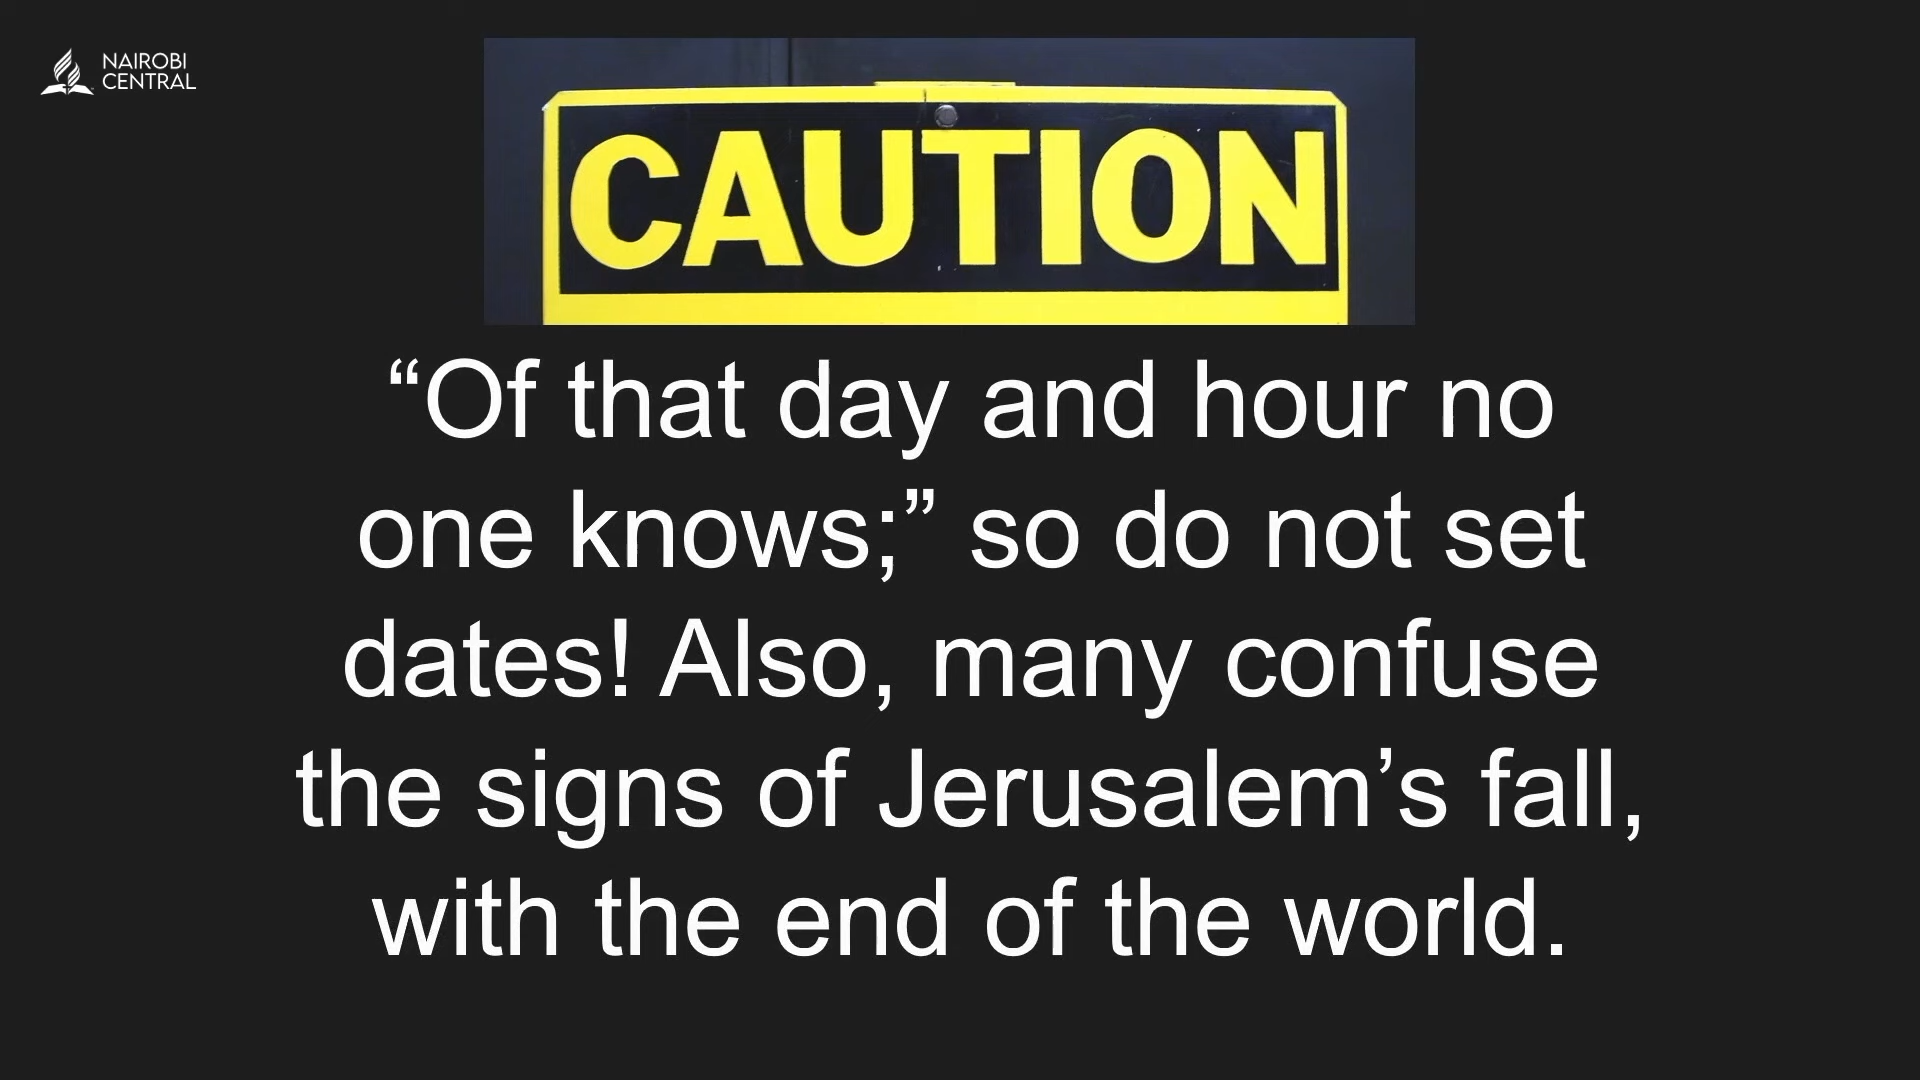 NAIROBI
CENTRAL
CAUTION
“Of that day and hour no
one knows;” so do not set
dates! Also, many confuse
the signs of Jerusalem’s fall,
with the end of the world.